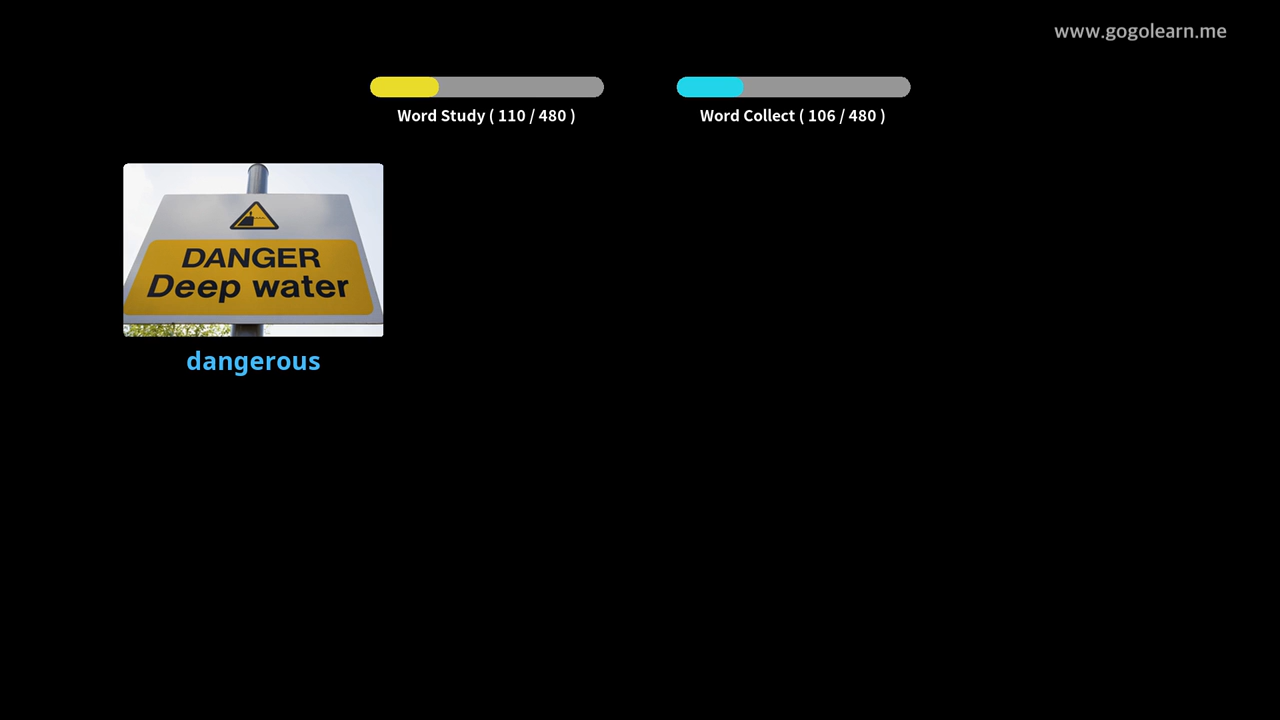 www.gogolearn.me
Word Study ( 110 / 480 )
Word Collect ( 106 / 480 )
DANGER
Deep water
dangerous